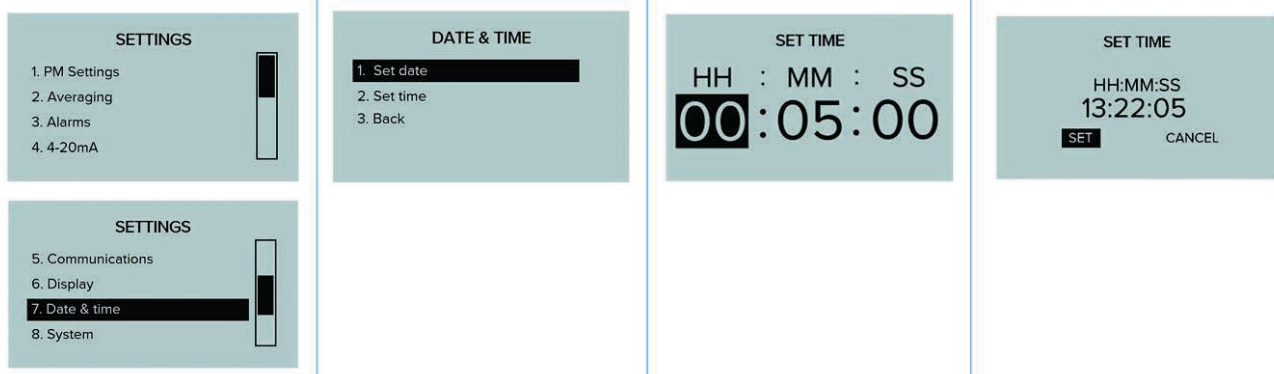 SETTINGS
1. PM Settings
2. Averaging
3. Alarms
4. 4-20mA
SETTINGS
5. Communications
6. Display
7. Date & time
8. System
DATE & TIME
1. Set date
2. Set time
3. Back
SET TIME
HH : MM : SS
00:05:00
SET TIME
HH:MM:SS
13:22:05
SET CANCEL